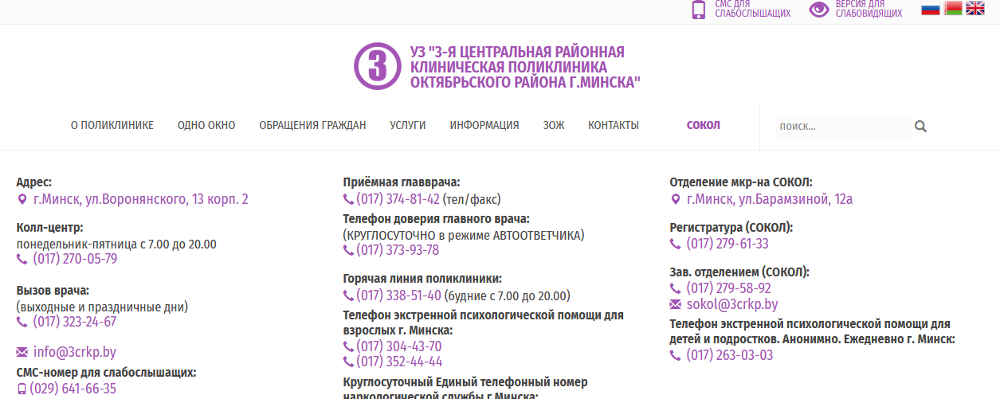 СМС ДЛЯ
СЛАБОСЛЫШАЩИХ
ВЕРСИЯ ДЛЯ
СЛАБОВИДЯЩИХ
3
УЗ "3-Я ЦЕНТРАЛЬНАЯ РАЙОННАЯ
КЛИНИЧЕСКАЯ ПОЛИКЛИНИКА
ОКТЯБРЬСКОГО РАЙОНА Г.МИНСКА"
О ПОЛИКЛИНИКЕ
ОДНО ОКНО
ОБРАЩЕНИЯ ГРАЖДАН
УСЛУГИ
ИНФОРМАЦИЯ
ЗОЖ
КОНТАКТЫ
СОКОЛ
поиск...
Адрес:
г.Минск, ул.Воронянского, 13 корп. 2
Колл-центр:
понедельник-пятница с 7.00 до 20.00
(017) 270-05-79
Вызов врача:
(выходные и праздничные дни)
(017) 323-24-67
info@3crkp.by
СМС-номер для слабослышащих:
(029) 641-66-35
Приёмная главврача:
(017) 374-81-42 (тел/факс)
Телефон доверия главного врача:
(КРУГЛОСУТОЧНО в режиме АВТООТВЕТЧИКА)
(017) 373-93-78
Горячая линия поликлиники:
(017) 338-51-40 (будние с 7.00 до 20.00)
Телефон экстренной психологической помощи для
взрослых г. Минска:
(017) 304-43-70
(017) 352-44-44
Круглосуточный Единый телефонный номер
наркологической службы г.Минска:
Отделение мкр-на СОКОЛ:
г.Минск, ул.Барамзиной, 12а
Регистратура (СОКОЛ):
(017) 279-61-33
Зав. отделением (СОКОЛ):
(017) 279-58-92
sokol@3crkp.by
Телефон экстренной психологической помощи для
детей и подростков. Анонимно. Ежедневно г. Минск:
(017) 263-03-03